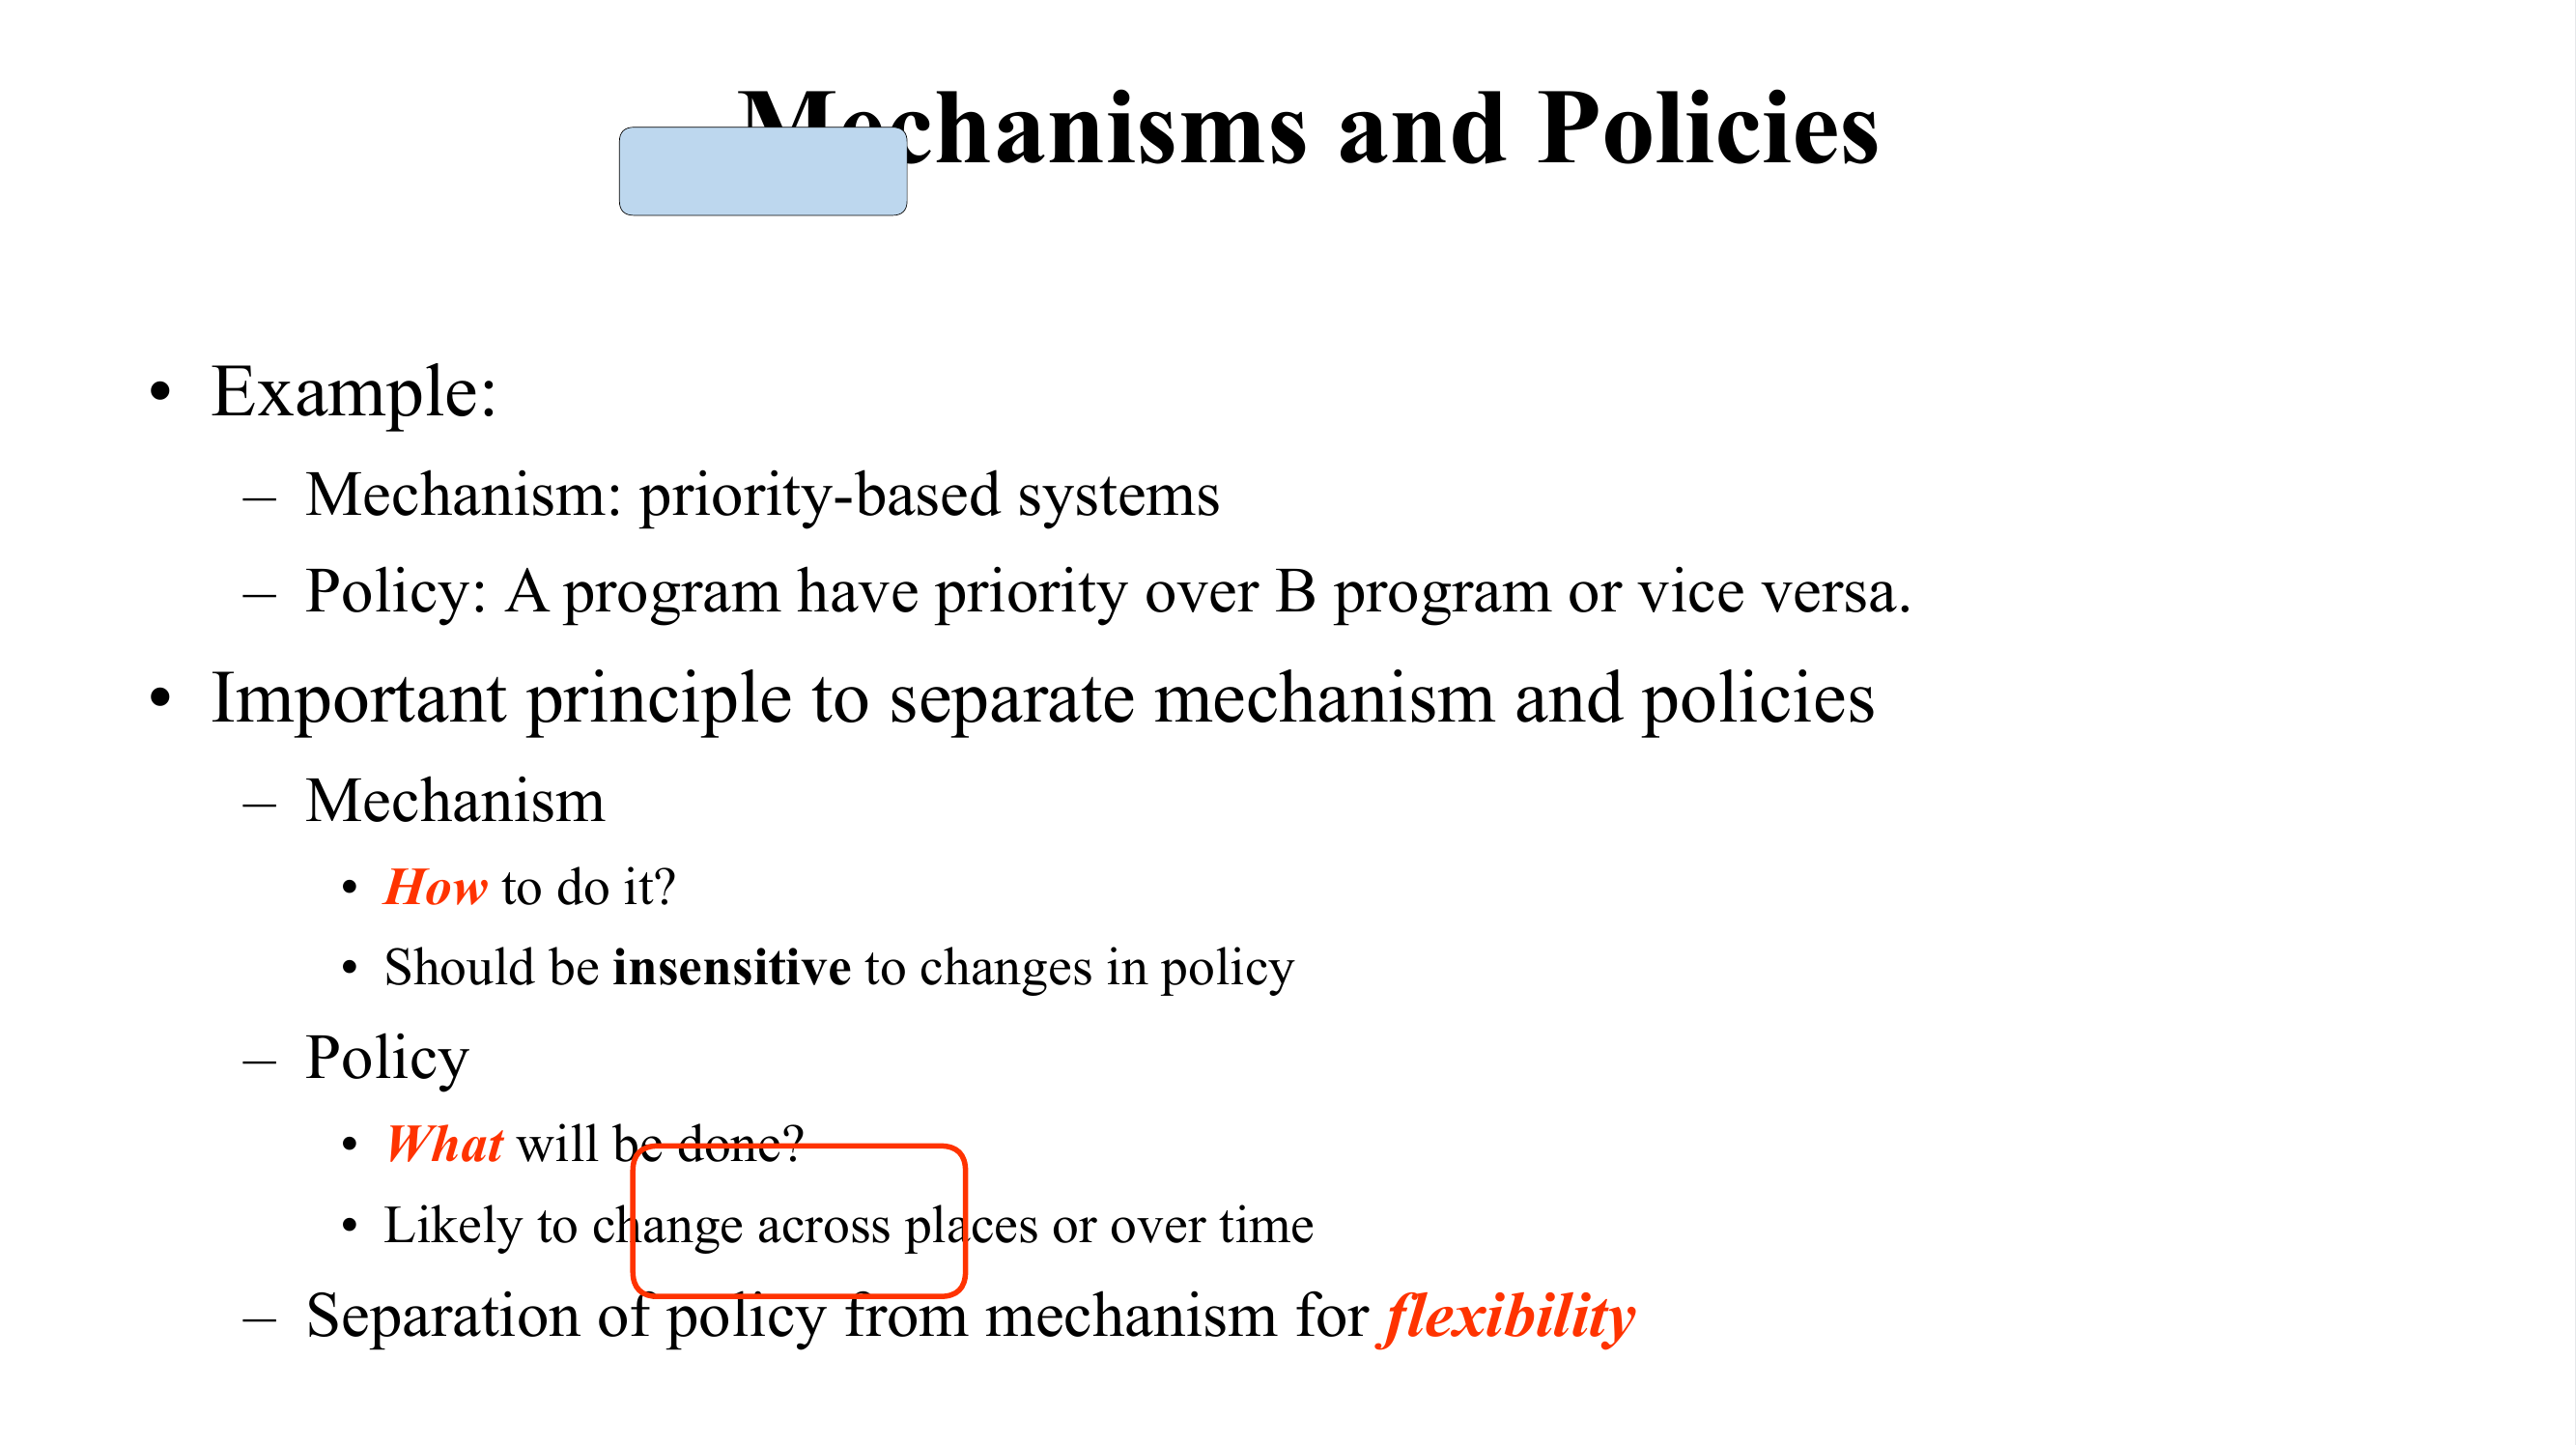 Mechanisms and Policies
• Example:
– Mechanism: priority-based systems
– Policy: A program have priority over B program or vice versa.
• Important principle to separate mechanism and policies
– Mechanism
• How to do it?
• Should be insensitive to changes in policy
– Policy
• What will be done?
• Likely to change across places or over time
– Separation of policy from mechanism for flexibility